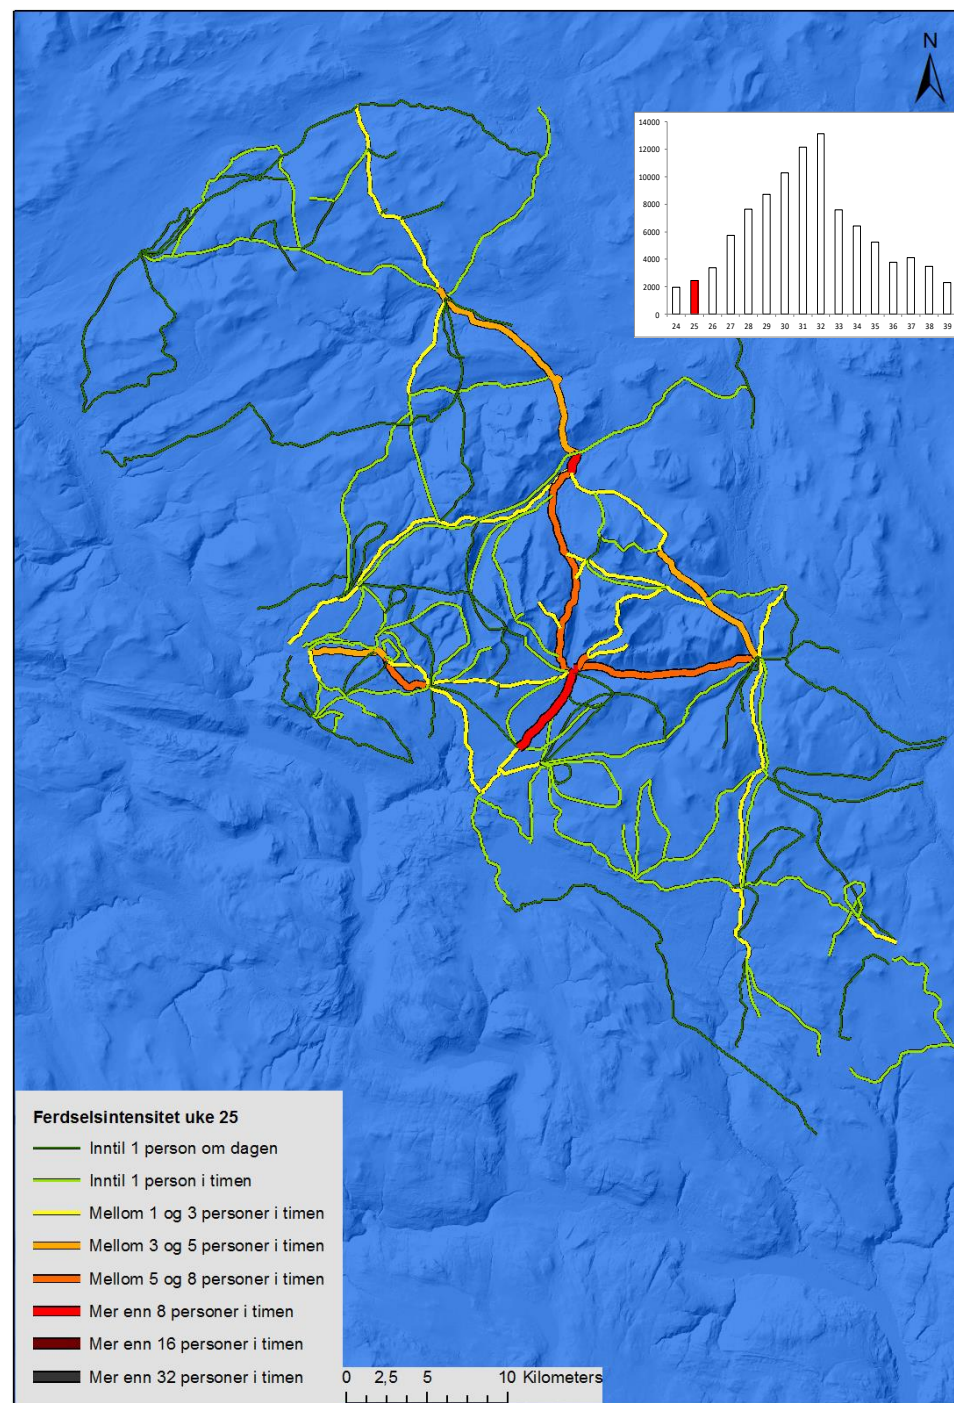 N
14000
12000
10000
8000
6000
4000
2000
0
24 25 26 27 28 29 30 31 32 33 34 35 36 37 38 39
Ferdselsintensitet uke 25
Inntil 1 person om dagen
Inntil 1 person i timen
Mellom 1 og 3 personer i timen
Mellom 3 og 5 personer i timen
Mellom 5 og 8 personer i timen
Mer enn 8 personer i timen
Mer enn 16 personer i timen
Mer enn 32 personer i timen
0 2,5 5 10 Kilometers